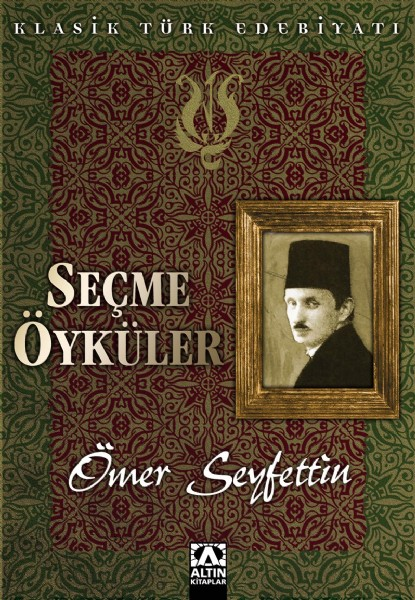 KLASİK TÜRK EDEBİYATI
SEÇME
ÖYKÜLER
Ömer Seyfettin
ALTIN
KİTAPLAR